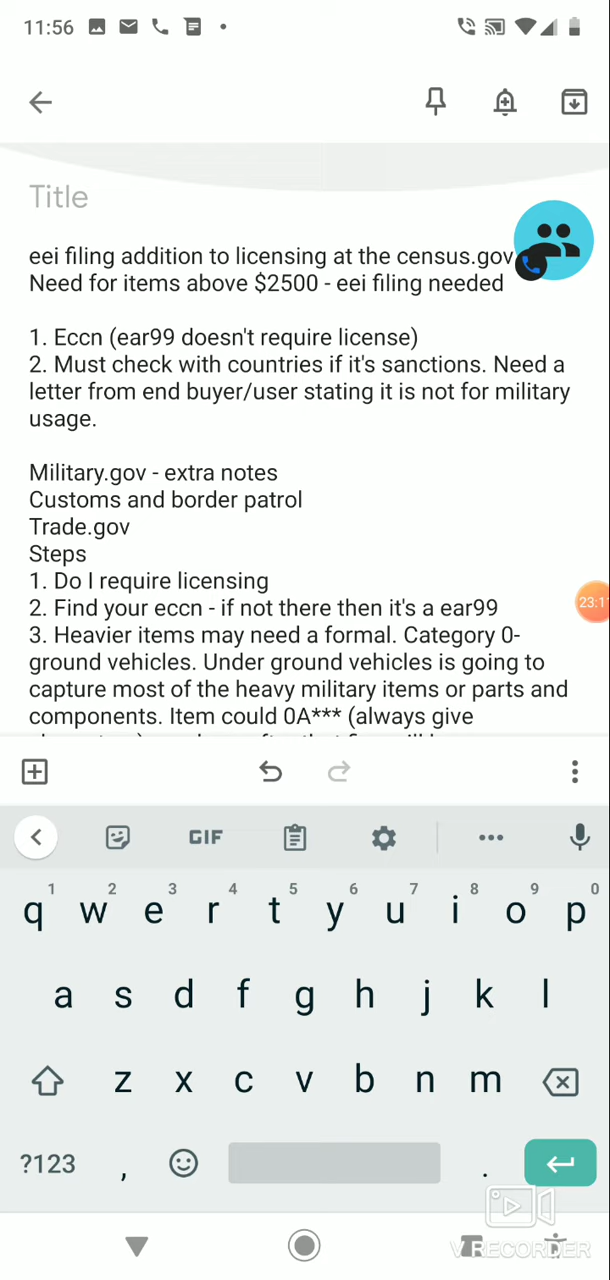 11:56
Title
eei filing addition to licensing at the census.gov
Need for items above $2500 - eei filing needed
1. Eccn (ear99 doesn't require license)
2. Must check with countries if it's sanctions. Need a
letter from end buyer/user stating it is not for military
usage.
Military.gov - extra notes
Customs and border patrol
Trade.gov
Steps
1. Do I require licensing
2. Find your eccn - if not there then it's a ear99
3. Heavier items may need a formal. Category 0-
ground vehicles. Under ground vehicles is going to
capture most of the heavy military items or parts and
components. Item could 0A*** (always give
GIF
1 2 3 4 5 6 7 8 9 0
q w e r t y u i o p
a s d f g h j k l
z x c v b n m
?123 , .